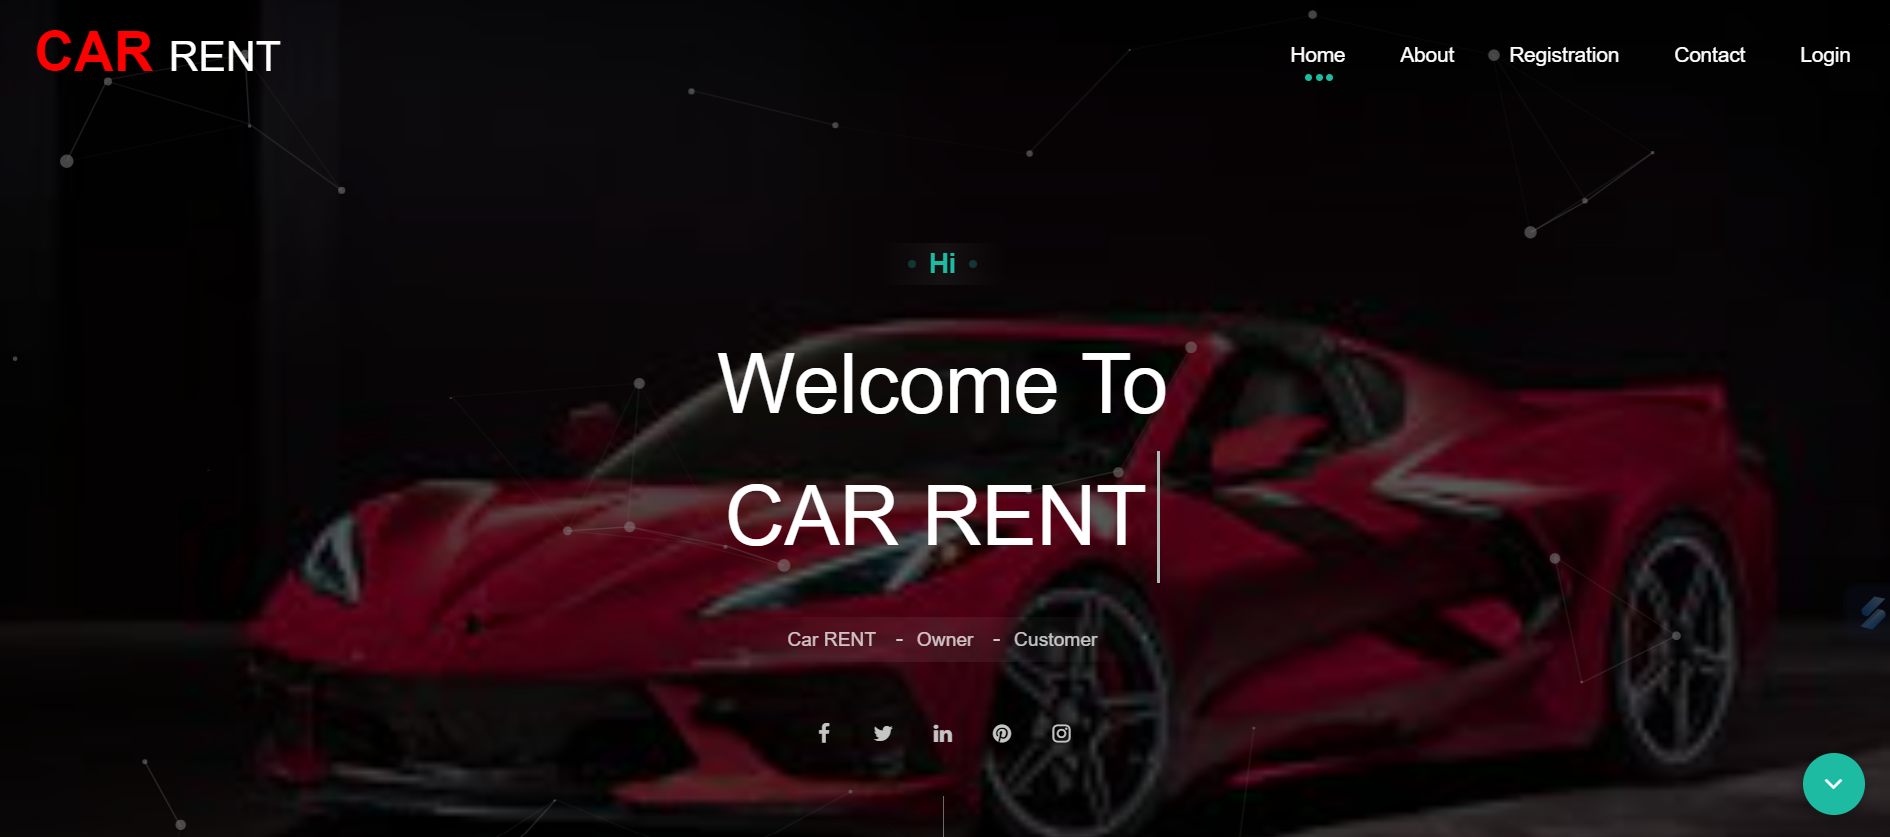 CAR RENT
Home About Registration Contact Login
Hi
Welcome To
CAR RENT
Car RENT - Owner - Customer